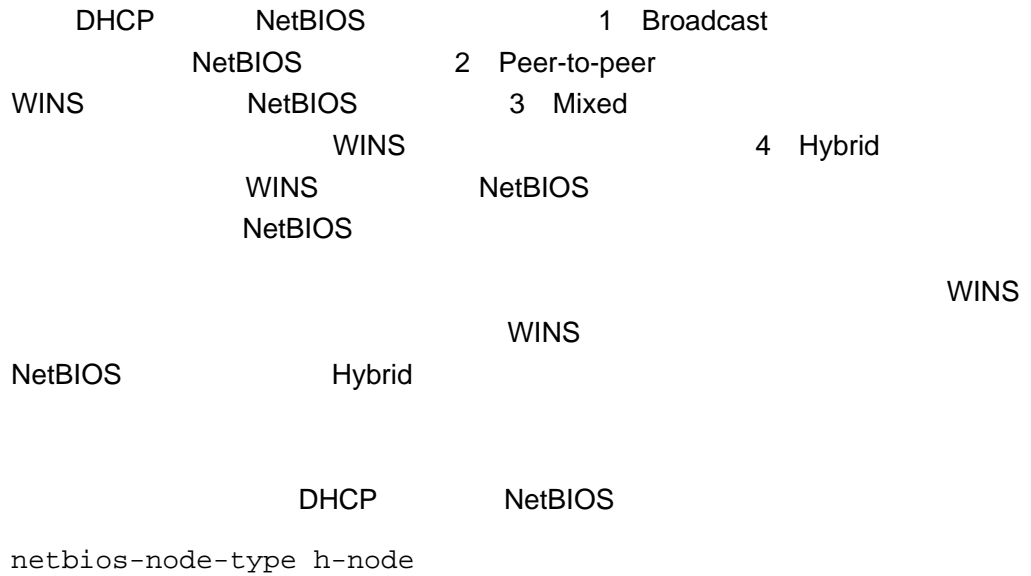 DHCP NetBIOS 1 Broadcast
NetBIOS 2 Peer-to-peer
WINS NetBIOS 3 Mixed
WINS 4 Hybrid
WINS NetBIOS
NetBIOS
WINS
WINS
NetBIOS Hybrid
DHCP NetBIOS
netbios-node-type h-node